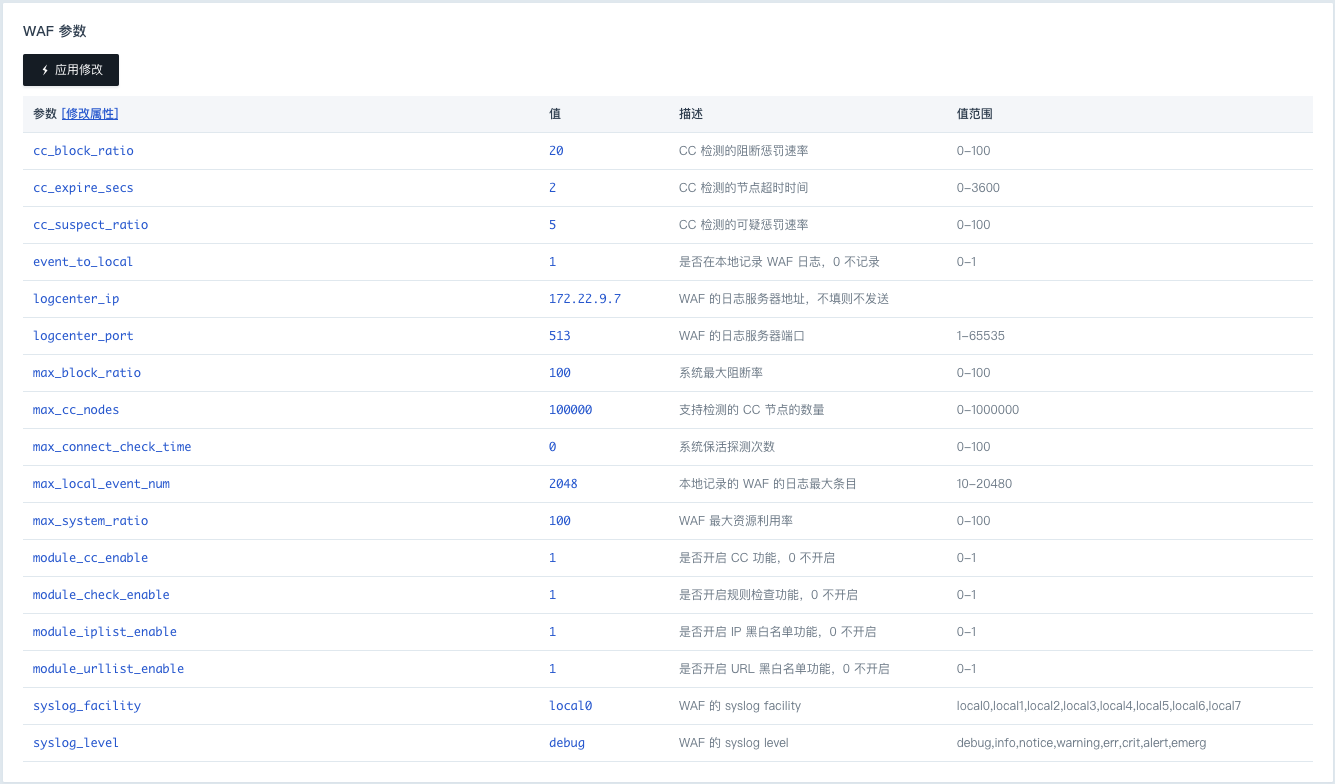 WAF 参数
应用修改
参数 [修改属性] 值 描述 值范围
cc_block_ratio 20 CC 检测的阻断惩罚速率 0-100
cc_expire_secs 2 CC 检测的节点超时时间 0-3600
cc_suspect_ratio 5 CC 检测的可疑惩罚速率 0-100
event_to_local 1 是否在本地记录 WAF 日志，0 不记录 0-1
logcenter_ip 172.22.9.7 WAF 的日志服务器地址，不填则不发送
logcenter_port 513 WAF 的日志服务器端口 1-65535
max_block_ratio 100 系统最大阻断率 0-100
max_cc_nodes 100000 支持检测的 CC 节点的数量 0-1000000
max_connect_check_time 0 系统保活探测次数 0-100
max_local_event_num 2048 本地记录的 WAF 的日志最大条目 10-20480
max_system_ratio 100 WAF 最大资源利用率 0-100
module_cc_enable 1 是否开启 CC 功能，0 不开启 0-1
module_check_enable 1 是否开启规则检查功能，0 不开启 0-1
module_iplist_enable 1 是否开启 IP 黑白名单功能，0 不开启 0-1
module_urllist_enable 1 是否开启 URL 黑白名单功能，0 不开启 0-1
syslog_facility local0 WAF 的 syslog facility local0,local1,local2,local3,local4,local5,local6,local7
syslog_level debug WAF 的 syslog level debug,info,notice,warning,err,crit,alert,emerg